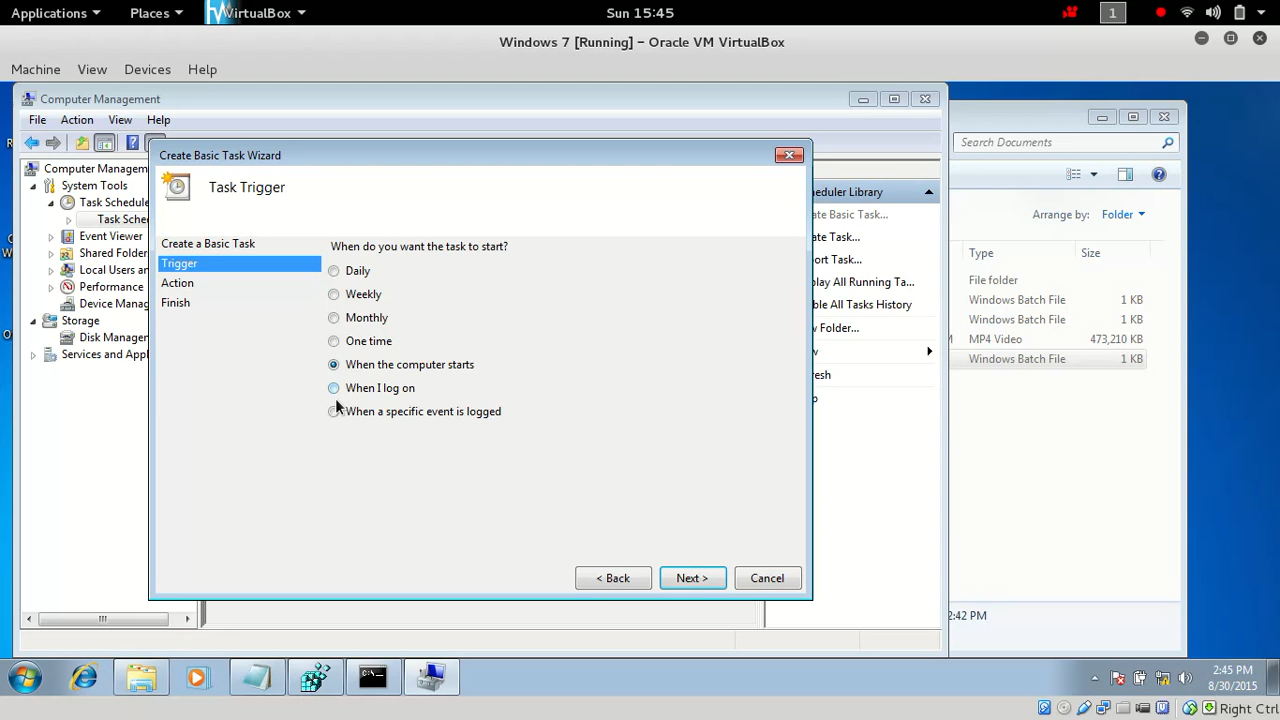 Applications Places VirtualBox Sun 15:45 1
Windows 7 [Running] – Oracle VM VirtualBox
Machine View Devices Help
Computer Management
File Action View Help
Search Documents
Create Basic Task Wizard
Computer Managem
System Tools
Task Schedule
Task Sche
Event Viewer
Shared Folder
Local Users an
Performance
Device Manag
Storage
Disk Managem
Services and Appl
Task Trigger
Create a Basic Task
Trigger
Action
Finish
When do you want the task to start?
Daily
Weekly
Monthly
One time
When the computer starts
When I log on
When a specific event is logged
< Back Next > Cancel
heduler Library
ate Basic Task...
ate Task...
ort Task...
play All Running Ta...
ble All Tasks History
w Folder...
w
resh
Arrange by: Folder
Type Size
File folder
Windows Batch File 1 KB
Windows Batch File 1 KB
MP4 Video 473,210 KB
Windows Batch File 1 KB
2:42 PM
2:45 PM
8/30/2015
Right Ctrl